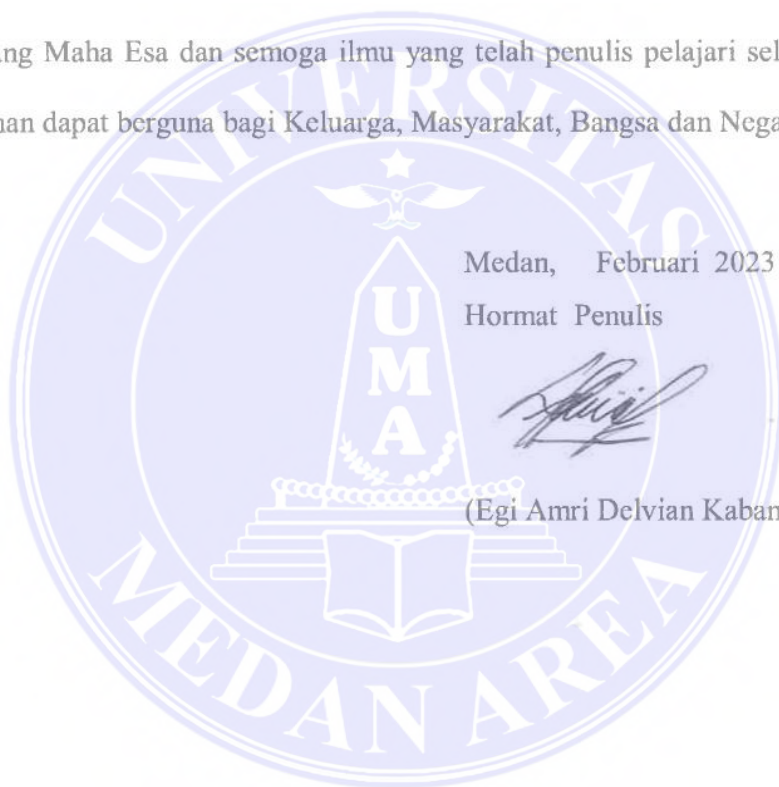 ang Maha Esa dan semoga ilmu yang telah penulis pelajari sel
nan dapat berguna bagi Keluarga, Masyarakat, Bangsa dan Nega
UNIVERSITAS
Medan, Februari 2023
Hormat Penulis
U
M
A
(Egi Amri Delvian Kaban
MEDAN AREA